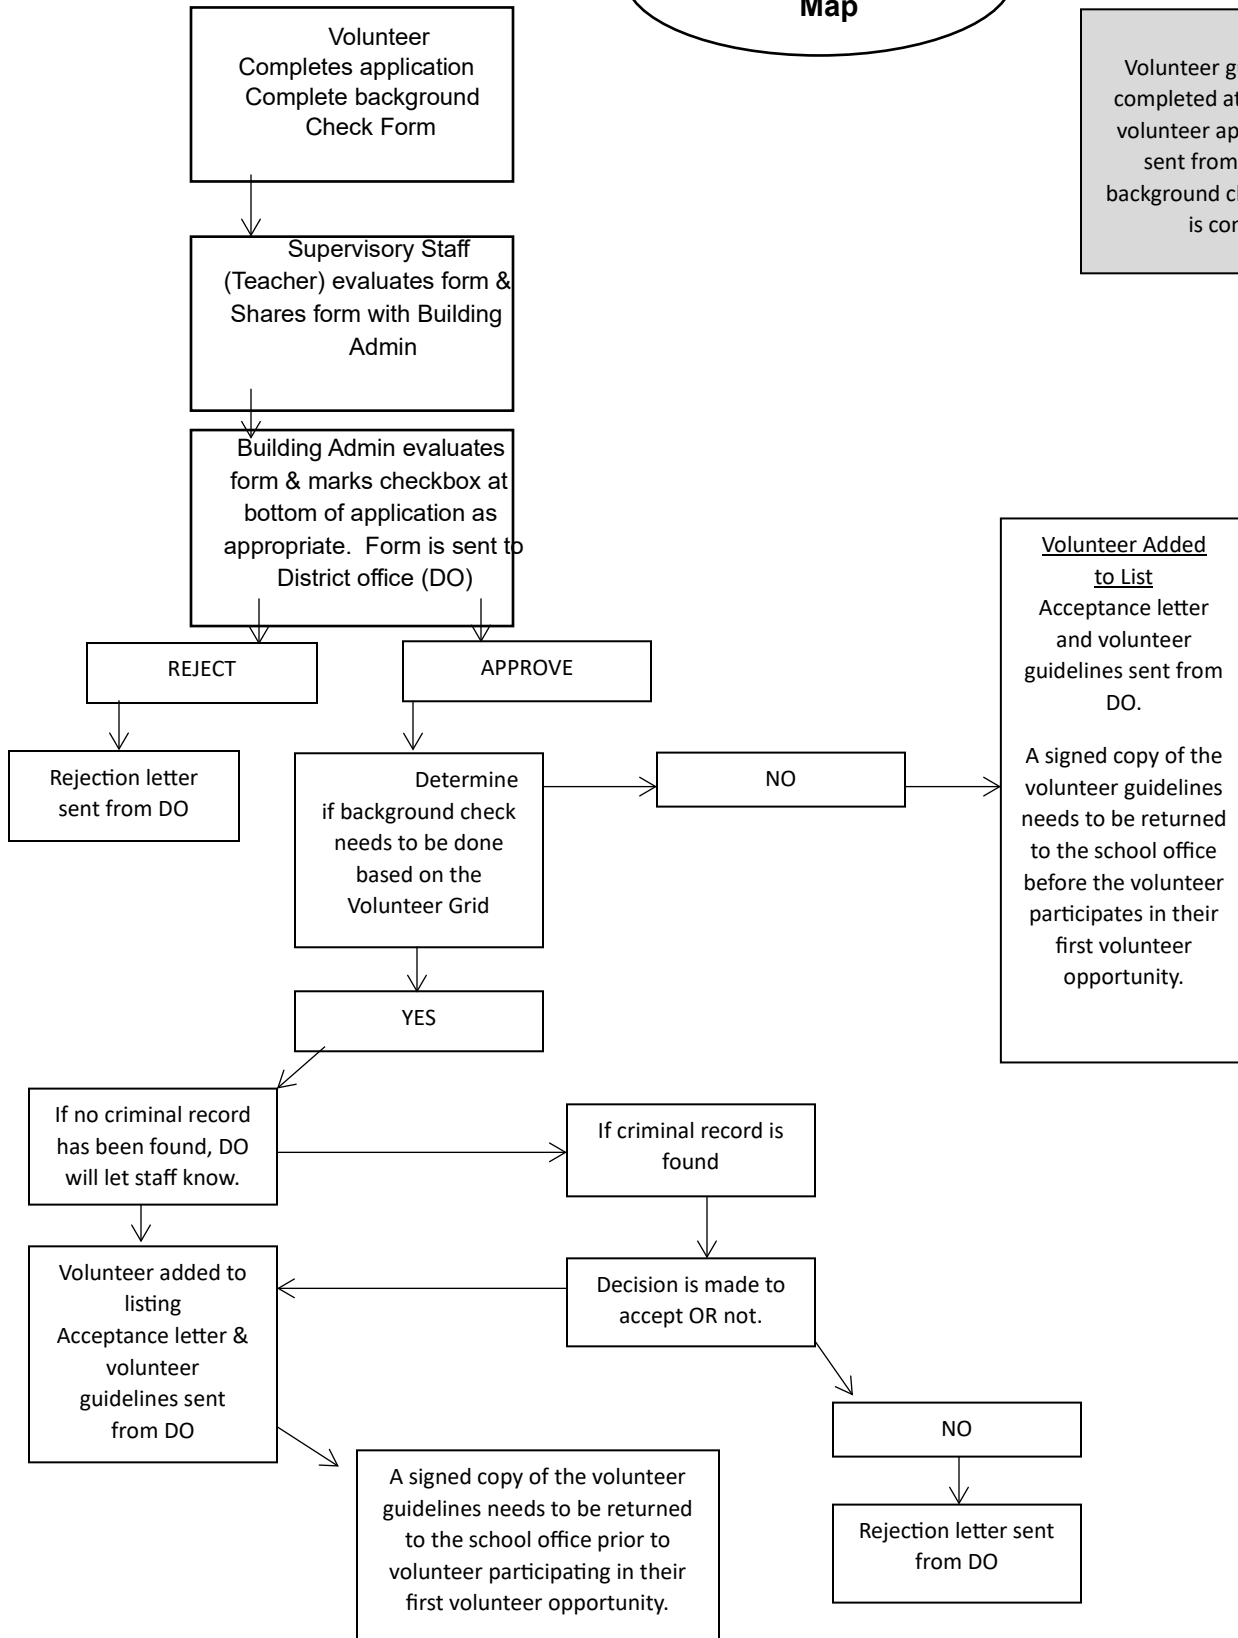 Map
Volunteer
Completes application
Complete background
Check Form
Volunteer
completed at
volunteer
sent from
background
is
Supervisory Staff
(Teacher) evaluates form &
Shares form with Building
Admin
Building Admin evaluates
form & marks checkbox at
bottom of application as
appropriate.  Form is sent to
District office (DO)
REJECT
APPROVE
Rejection letter
sent from DO
Determine
if background check
needs to be done
based on the
Volunteer Grid
NO
Volunteer Added
to List
Acceptance letter
and volunteer
guidelines sent from
DO.
A signed copy of the
volunteer guidelines
needs to be returned
to the school office
before the volunteer
participates in their
first volunteer
opportunity.
YES
If no criminal record
has been found, DO
will let staff know.
If criminal record is
found
Volunteer added to
listing
Acceptance letter &
volunteer
guidelines sent
from DO
Decision is made to
accept OR not.
NO
A signed copy of the volunteer
guidelines needs to be returned
to the school office prior to
volunteer participating in their
first volunteer opportunity.
Rejection letter sent
from DO